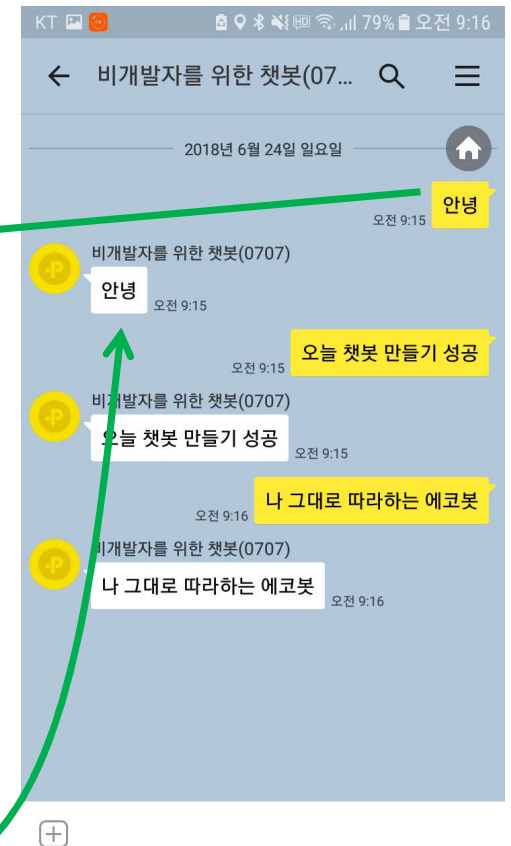 KT HD 79% 오전 9:16
비개발자를 위한 챗봇(07...
2018년 6월 24일 일요일
안녕
오전 9:15
비개발자를 위한 챗봇(0707)
안녕
오전 9:15
오늘 챗봇 만들기 성공
오전 9:15
비개발자를 위한 챗봇(0707)
오늘 챗봇 만들기 성공
오전 9:15
나 그대로 따라하는 에코봇
오전 9:16
비개발자를 위한 챗봇(0707)
나 그대로 따라하는 에코봇
오전 9:16